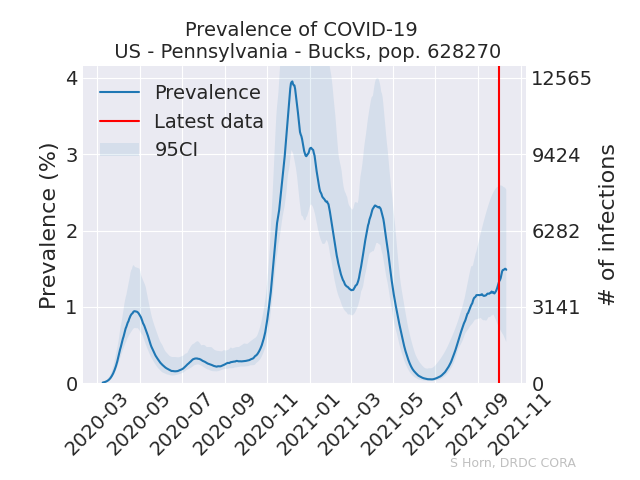 Prevalence of COVID-19
US - Pennsylvania - Bucks, pop. 628270
Prevalence (%)
4
3
2
1
0
Prevalence
Latest data
95CI
12565
9424
6282
3141
0
# of infections
2020-03
2020-05
2020-07
2020-09
2020-11
2021-01
2021-03
2021-05
2021-07
2021-09
2021-11
S Horn, DRDC CORA